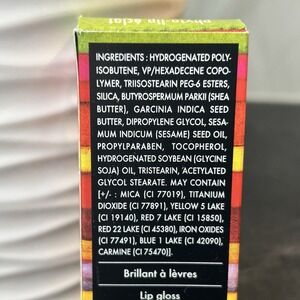 phyto-lip éclat
INGREDIENTS : HYDROGENATED POLY-
ISOBUTENE, VP/HEXADECENE COPO-
LYMER, TRIISOSTEARIN PEG-6 ESTERS,
SILICA, BUTYROSPERMUM PARKII (SHEA
BUTTER), GARCINIA INDICA SEED
BUTTER, DIPROPYLENE GLYCOL, SESA-
MUM INDICUM (SESAME) SEED OIL,
PROPYLPARABEN, TOCOPHEROL,
HYDROGENATED SOYBEAN (GLYCINE
SOJA) OIL, TRISTEARIN, ACETYLATED
GLYCOL STEARATE. MAY CONTAIN
[+/- : MICA (CI 77019), TITANIUM
DIOXIDE (CI 77891), YELLOW 5 LAKE
(CI 19140), RED 7 LAKE (CI 15850),
RED 22 LAKE (CI 45380), IRON OXIDES
(CI 77491), BLUE 1 LAKE (CI 42090),
CARMINE (CI 75470)].
Brillant à lèvres
Lip gloss